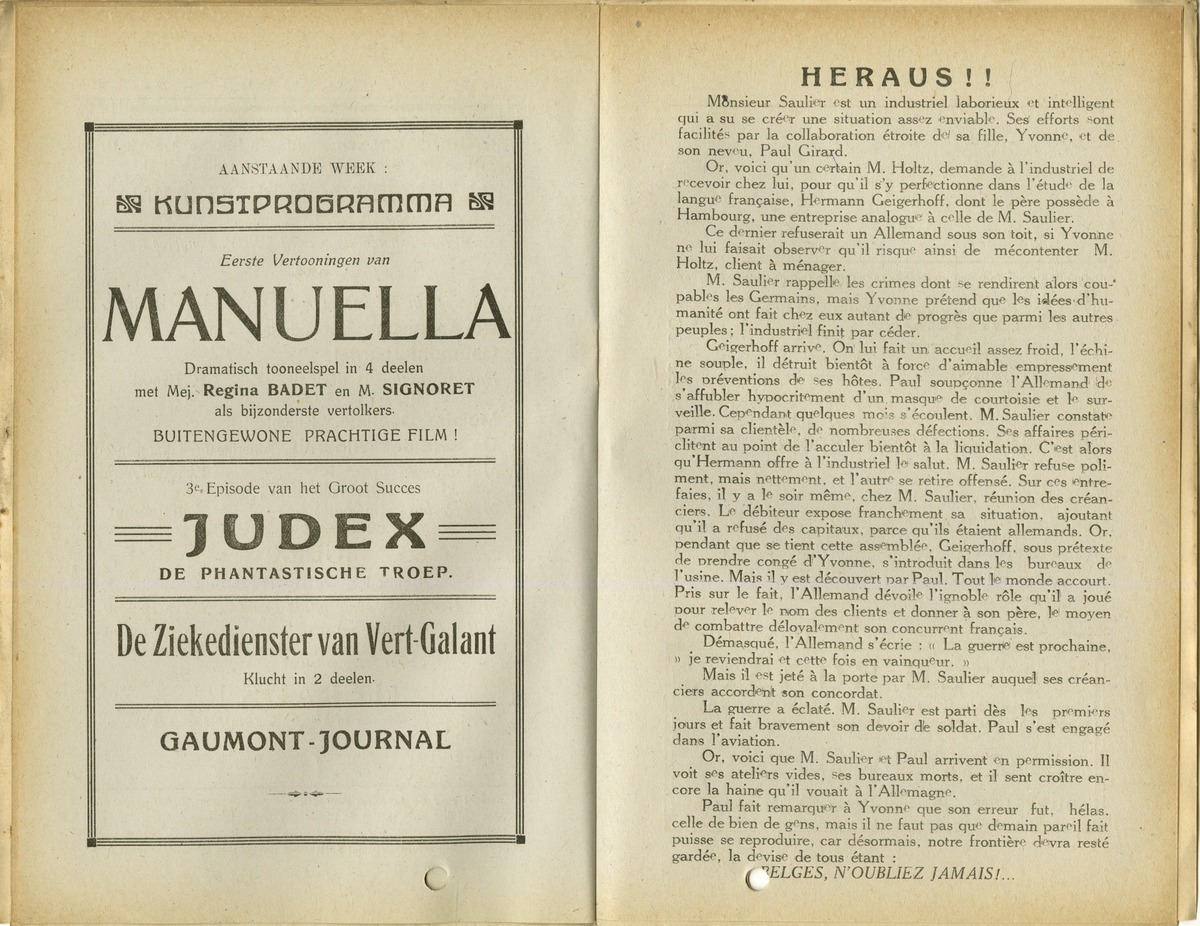 AANSTAANDE WEEK :
KUNSTPROGRAMMA
Eerste Vertooningen van
MANUELLA
Dramatisch tooneelspel in 4 deelen
met Mej. Regina BADET en M. SIGNORET
als bijzonderste vertolkers.
BUITENGEWONE PRACHTIGE FILM !
3e. Episode van het Groot Succes
JUDEX
DE PHANTASTISCHE TROEP.
De Ziekedienster van Vert-Galant
Klucht in 2 deelen.
GAUMONT-JOURNAL
HERAUS!!
Monsieur Saulier est un industriel laborieux et intelligent
qui a su se créer une situation assez enviable. Ses efforts sont
facilités par la collaboration étroite de sa fille, Yvonne, et de
son neveu, Paul Girard.
Or, voici qu'un certain M. Holtz, demande à l'industriel de
recevoir chez lui, pour qu'il s'y perfectionne dans l'étude de la
langue française, Hermann Geigerhoff, dont le père possède à
Hambourg, une entreprise analogue à celle de M. Saulier.
Ce dernier refuserait un Allemand sous son toit, si Yvonne
ne lui faisait observer qu'il risque ainsi de mécontenter M.
Holtz, client à ménager.
M. Saulier rappelle les crimes dont se rendirent alors cou-
pables les Germains, mais Yvonne prétend que les idées d'hu-
manité ont fait chez eux autant de progrès que parmi les autres
peuples ; l'industriel finit par céder.
Geigerhoff arrive. On lui fait un accueil assez froid, l'échi-
ne souple, il détruit bientôt à force d'aimable empressement
les préventions de ses hôtes. Paul soupçonne l'Allemand de
s'affubler hypocritement d'un masque de courtoisie et le sur-
veille. Cependant quelques mois s'écoulent. M. Saulier constate
parmi sa clientèle, de nombreuses défections. Ses affaires péri-
clitent au point de l'acculer bientôt à la liquidation. C'est alors
qu'Hermann offre à l'industriel le salut. M. Saulier refuse poli-
ment, mais nettement, et l'autre se retire offensé. Sur ces entre-
faies, il y a le soir même, chez M. Saulier, réunion des créan-
ciers. Le débiteur expose franchement sa situation, ajoutant
qu'il a refusé des capitaux, parce qu'ils étaient allemands. Or,
pendant que se tient cette assemblée, Geigerhoff, sous prétexte
de prendre congé d'Yvonne, s'introduit dans les bureaux de
l'usine. Mais il y est découvert par Paul. Tout le monde accourt.
Pris sur le fait, l'Allemand dévoile l'ignoble rôle qu'il a joué
pour relever le nom des clients et donner à son père, le moyen
de combattre déloyalement son concurrent français.
Démasqué, l'Allemand s'écrie : « La guerre est prochaine,
» je reviendrai et cette fois en vainqueur. »
Mais il est jeté à la porte par M. Saulier auquel ses créan-
ciers accordent son concordat.
La guerre a éclaté. M. Saulier est parti dès les premiers
jours et fait bravement son devoir de soldat. Paul s'est engagé
dans l'aviation.
Or, voici que M. Saulier et Paul arrivent en permission. Il
voit ses ateliers vides, ses bureaux morts, et il sent croître en-
core la haine qu'il vouait à l'Allemagne.
Paul fait remarquer à Yvonne que son erreur fut, hélas,
celle de bien de gens, mais il ne faut pas que demain pareil fait
puisse se reproduire, car désormais, notre frontière devra resté
gardée, la devise de tous étant :
BELGES, N'OUBLIEZ JAMAIS!...